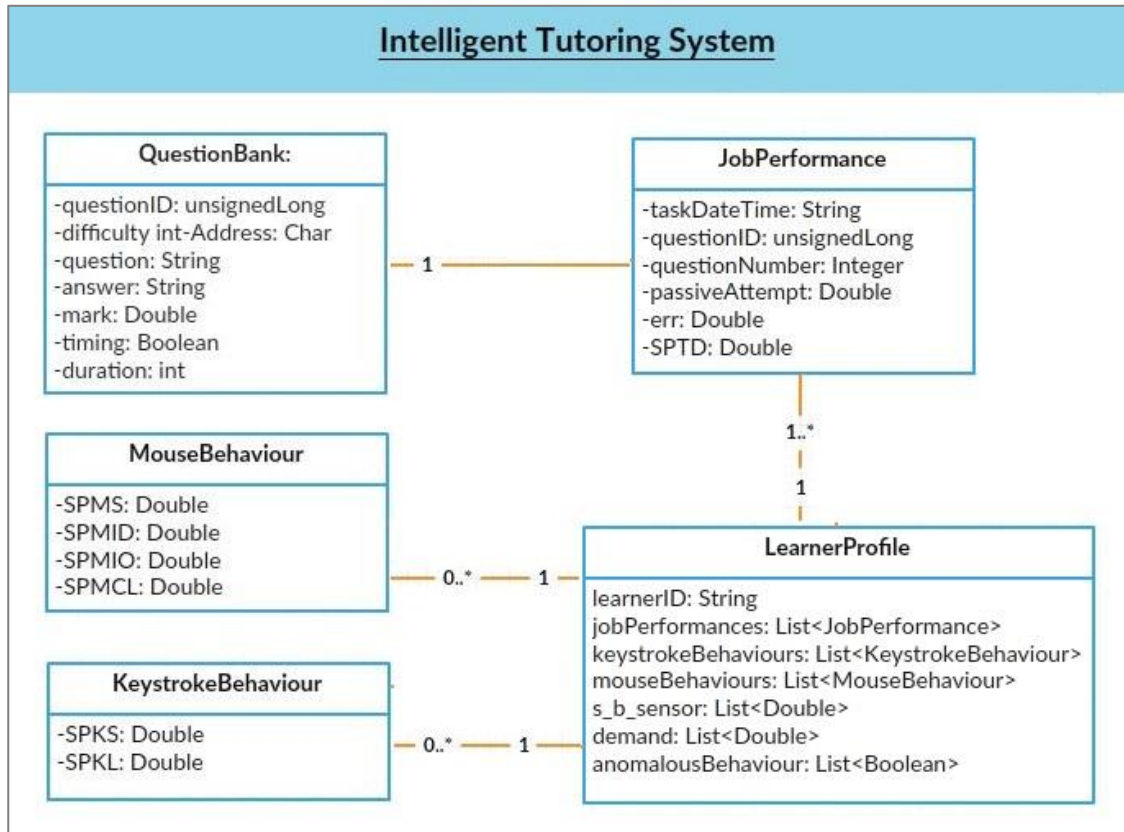 Intelligent Tutoring System
QuestionBank:
-questionID: unsignedLong
-difficulty int-Address: Char
-question: String
-answer: String
-mark: Double
-timing: Boolean
-duration: int
1
JobPerformance
-taskDateTime: String
-questionID: unsignedLong
-questionNumber: Integer
-passiveAttempt: Double
-err: Double
-SPTD: Double
1..*
1
MouseBehaviour
-SPMS: Double
-SPMID: Double
-SPMIO: Double
-SPMCL: Double
0..*
1
KeystrokeBehaviour
-SPKS: Double
-SPKL: Double
0..*
1
LearnerProfile
learnerID: String
jobPerformances: List<JobPerformance>
keystrokeBehaviours: List<KeystrokeBehaviour>
mouseBehaviours: List<MouseBehaviour>
s_b_sensor: List<Double>
demand: List<Double>
anomalousBehaviour: List<Boolean>